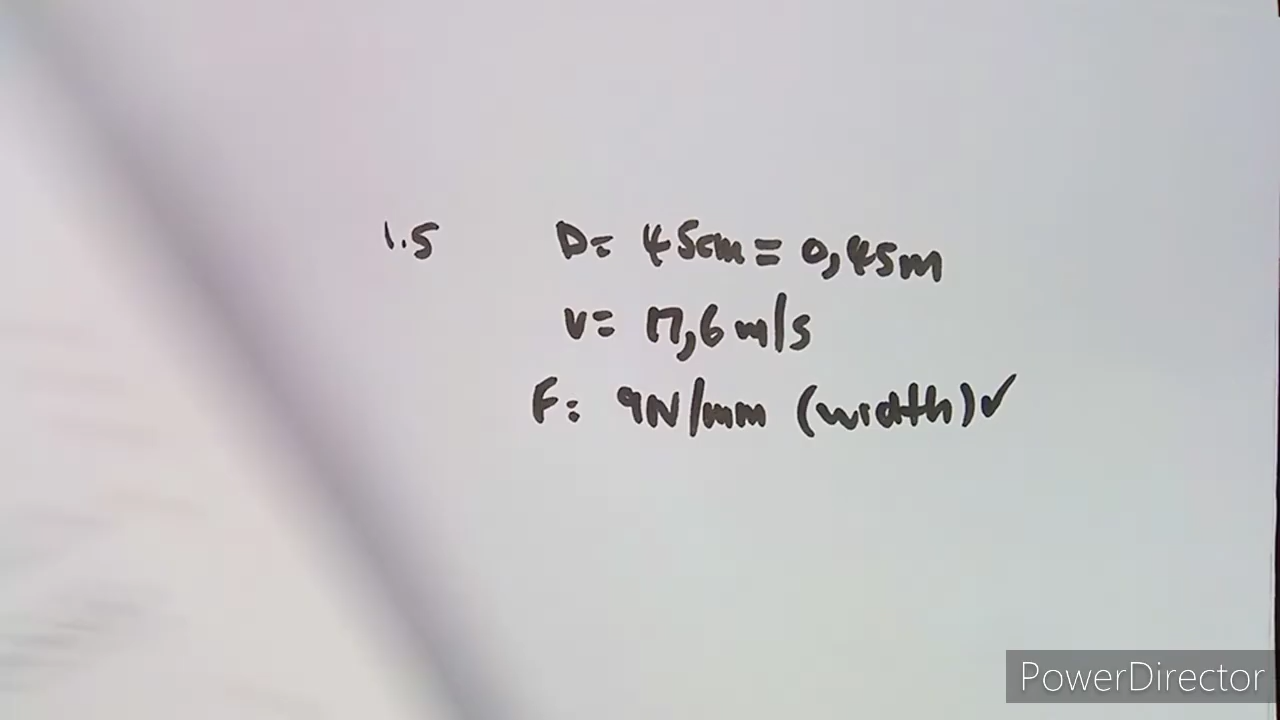 1.5 D= 45cm = 0,45m
v= 17,6 m/s
F= 9N/mm (width)✓
PowerDirector